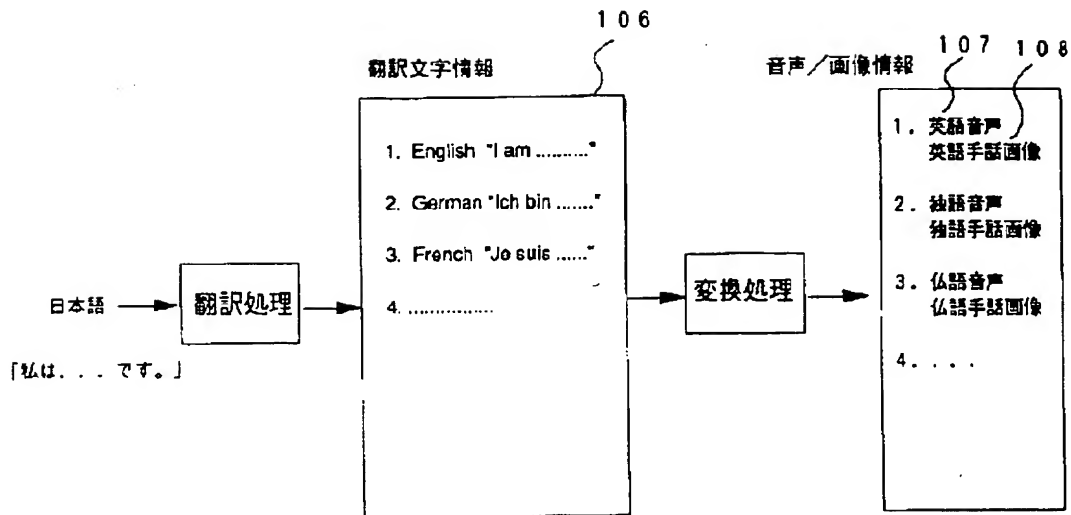 106
翻訳文字情報
107
音声/画像情報
108
1. English "I am .........."
2. German "Ich bin ......."
3. French "Je suis ......"
4. ................
1. 英語音声
英語手話画像
2. 独語音声
独語手話画像
3. 仏語音声
仏語手話画像
4. . . .
日本語
翻訳処理
変換処理
「私は. . . です。」